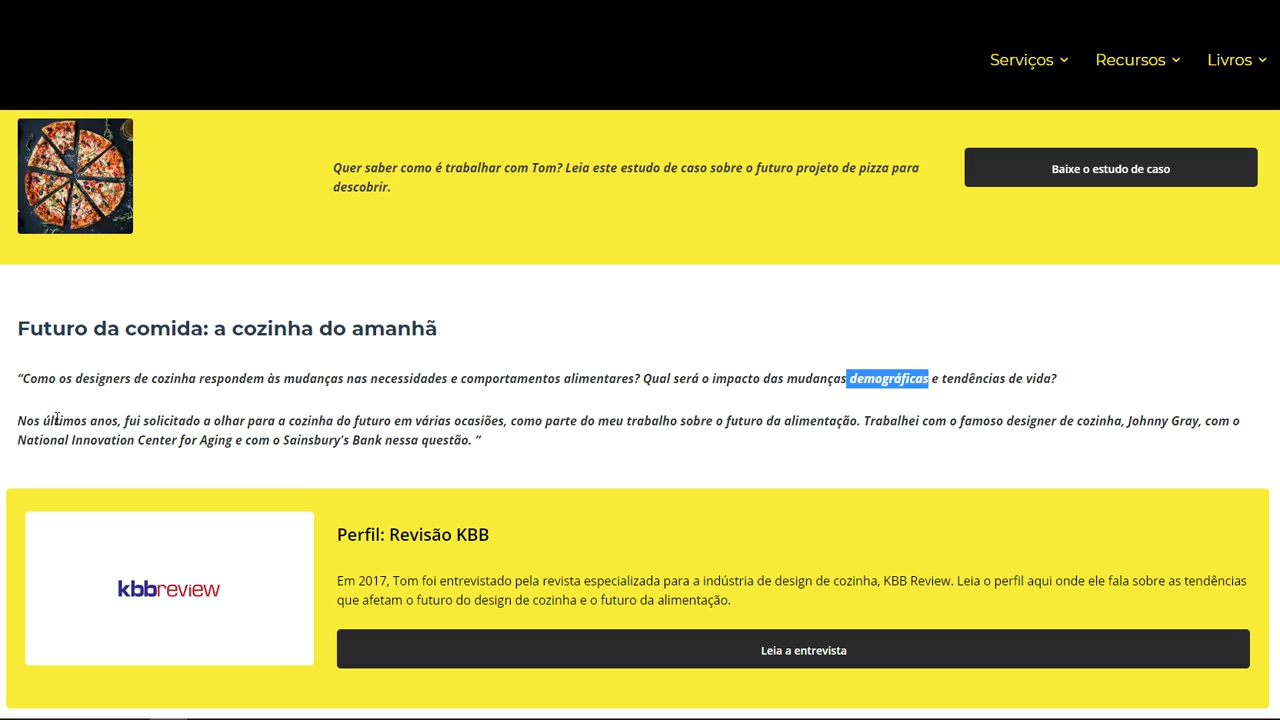 Serviços
Recursos
Livros
Quer saber como é trabalhar com Tom? Leia este estudo de caso sobre o futuro projeto de pizza para
descobrir.
Baixe o estudo de caso
Futuro da comida: a cozinha do amanhã
“Como os designers de cozinha respondem às mudanças nas necessidades e comportamentos alimentares? Qual será o impacto das mudanças demográficas e tendências de vida?
Nos últimos anos, fui solicitado a olhar para a cozinha do futuro em várias ocasiões, como parte do meu trabalho sobre o futuro da alimentação. Trabalhei com o famoso designer de cozinha, Johnny Gray, com o
National Innovation Center for Aging e com o Sainsbury's Bank nessa questão. “
kbbreview
Perfil: Revisão KBB
Em 2017, Tom foi entrevistado pela revista especializada para a indústria de design de cozinha, KBB Review. Leia o perfil aqui onde ele fala sobre as tendências
que afetam o futuro do design de cozinha e o futuro da alimentação.
Leia a entrevista